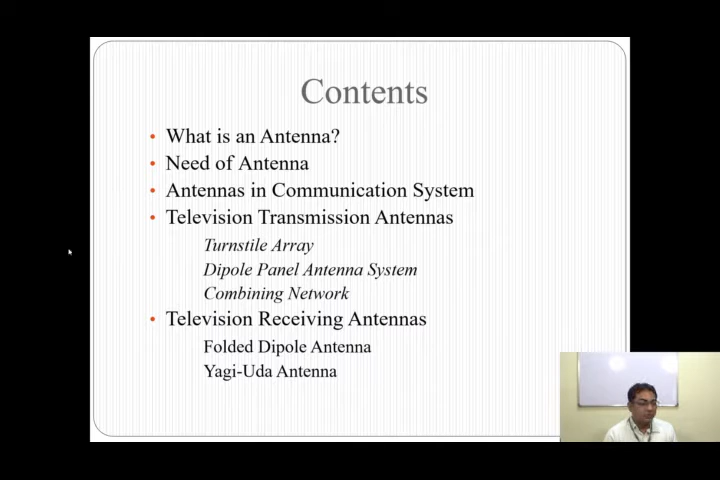 Contents
• What is an Antenna?
• Need of Antenna
• Antennas in Communication System
• Television Transmission Antennas
Turnstile Array
Dipole Panel Antenna System
Combining Network
• Television Receiving Antennas
Folded Dipole Antenna
Yagi-Uda Antenna